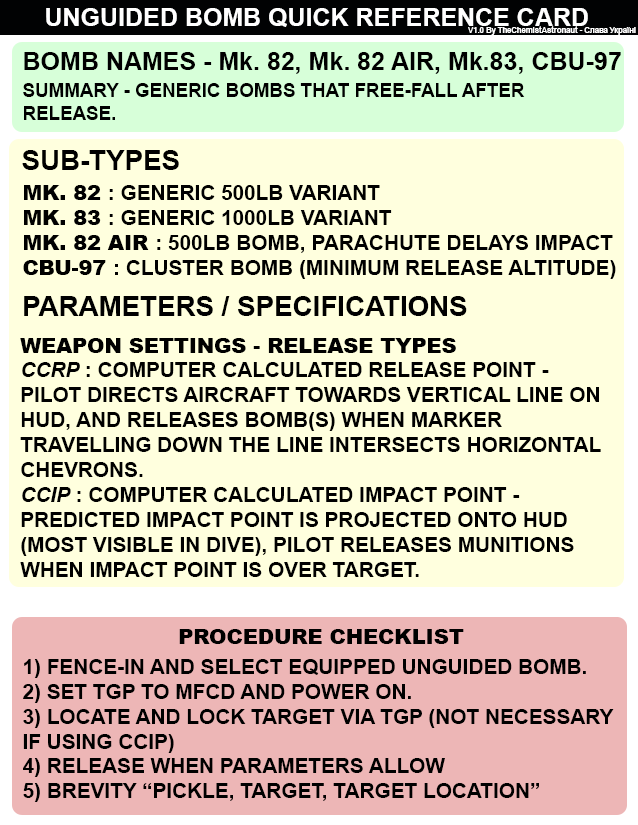 UNGUIDED BOMB QUICK REFERENCE CARD
V1.0 By TheChemistAstronaut - Слава Україні
BOMB NAMES - Mk. 82, Mk. 82 AIR, Mk.83, CBU-97
SUMMARY - GENERIC BOMBS THAT FREE-FALL AFTER
RELEASE.
SUB-TYPES
MK. 82 : GENERIC 500LB VARIANT
MK. 83 : GENERIC 1000LB VARIANT
MK. 82 AIR : 500LB BOMB, PARACHUTE DELAYS IMPACT
CBU-97 : CLUSTER BOMB (MINIMUM RELEASE ALTITUDE)
PARAMETERS / SPECIFICATIONS
WEAPON SETTINGS - RELEASE TYPES
CCRP : COMPUTER CALCULATED RELEASE POINT -
PILOT DIRECTS AIRCRAFT TOWARDS VERTICAL LINE ON
HUD, AND RELEASES BOMB(S) WHEN MARKER
TRAVELLING DOWN THE LINE INTERSECTS HORIZONTAL
CHEVRONS.
CCIP : COMPUTER CALCULATED IMPACT POINT -
PREDICTED IMPACT POINT IS PROJECTED ONTO HUD
(MOST VISIBLE IN DIVE), PILOT RELEASES MUNITIONS
WHEN IMPACT POINT IS OVER TARGET.
PROCEDURE CHECKLIST
1) FENCE-IN AND SELECT EQUIPPED UNGUIDED BOMB.
2) SET TGP TO MFCD AND POWER ON.
3) LOCATE AND LOCK TARGET VIA TGP (NOT NECESSARY
IF USING CCIP)
4) RELEASE WHEN PARAMETERS ALLOW
5) BREVITY “PICKLE, TARGET, TARGET LOCATION”